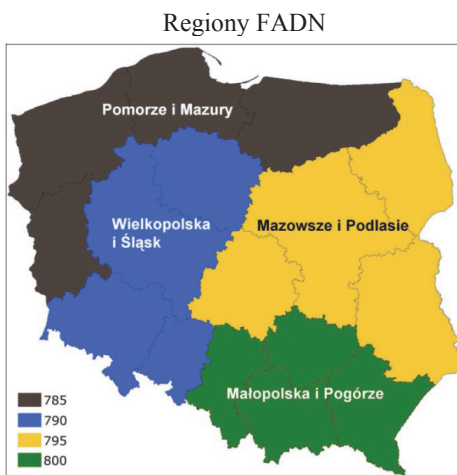 Regiony FADN
Pomorze i Mazury
Wielkopolska
i Śląsk
Mazowsze i Podlasie
Małopolska i Pogórze
785
790
795
800